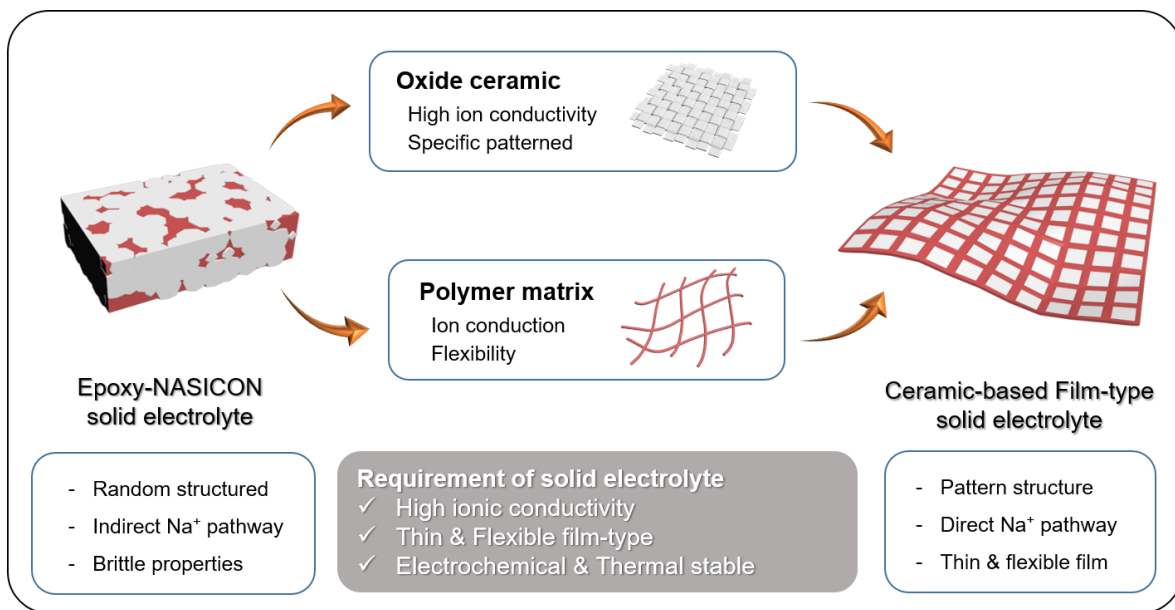 Oxide ceramic
High ion conductivity
Specific patterned
Polymer matrix
Ion conduction
Flexibility
Epoxy-NASICON
solid electrolyte
Ceramic-based Film-type
solid electrolyte
- Random structured
- Indirect Na⁺ pathway
- Brittle properties
Requirement of solid electrolyte
✓ High ionic conductivity
✓ Thin & Flexible film-type
✓ Electrochemical & Thermal stable
- Pattern structure
- Direct Na⁺ pathway
- Thin & flexible film